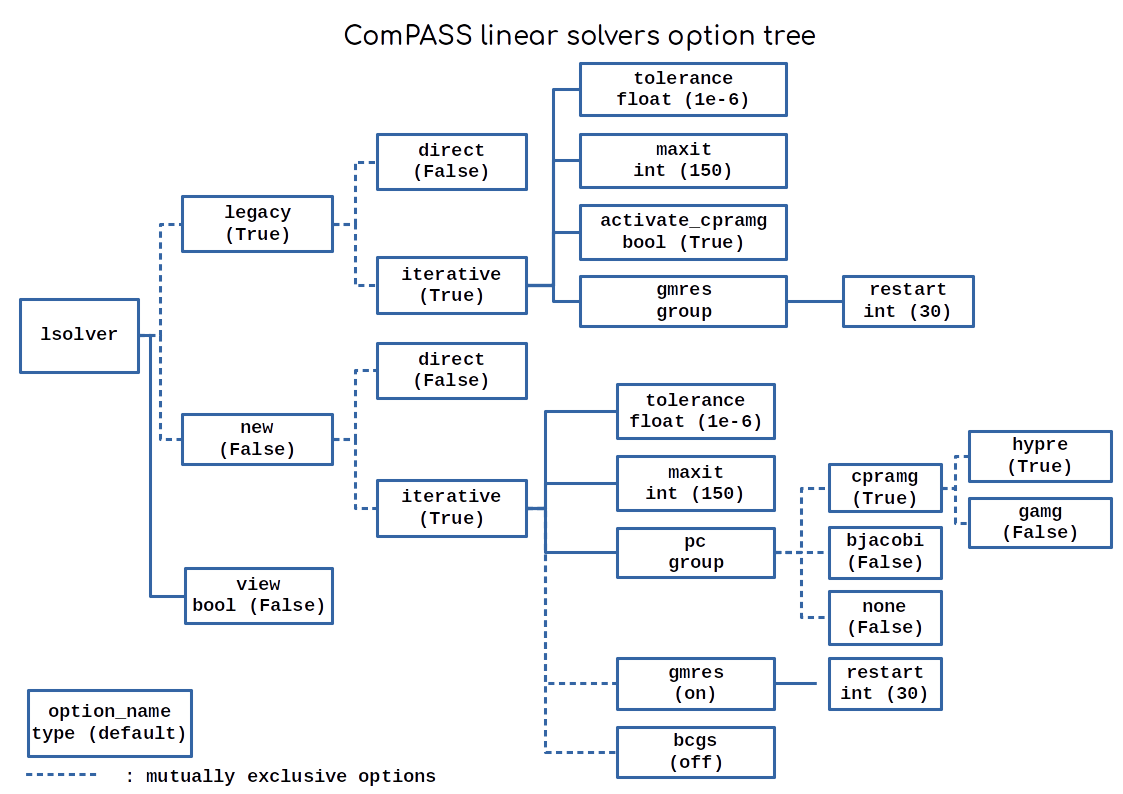 ComPASS linear solvers option tree
tolerance
float (1e-6)
direct
(False)
maxit
int (150)
legacy
(True)
activate_cpramg
bool (True)
iterative
(True)
gmres
group
restart
int (30)
lsolver
direct
(False)
new
(False)
tolerance
float (1e-6)
hypre
(True)
maxit
int (150)
cpramg
(True)
iterative
(True)
gamg
(False)
pc
group
bjacobi
(False)
view
bool (False)
none
(False)
gmres
(on)
restart
int (30)
option_name
type (default)
bcgs
(off)
: mutually exclusive options